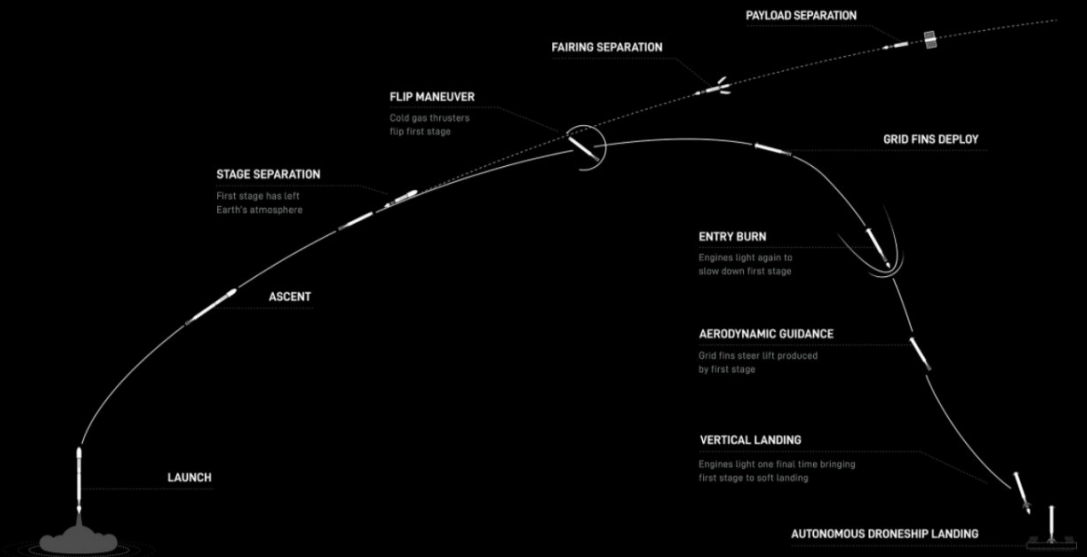 PAYLOAD SEPARATION
FAIRING SEPARATION
FLIP MANEUVER
Cold gas thrusters
flip first stage
GRID FINS DEPLOY
STAGE SEPARATION
First stage has left
Earth's atmosphere
ENTRY BURN
Engines light again to
slow down first stage
ASCENT
AERODYNAMIC GUIDANCE
Grid fins steer lift produced
by first stage
VERTICAL LANDING
Engines light one final time bringing
first stage to soft landing
LAUNCH
AUTONOMOUS DRONESHIP LANDING